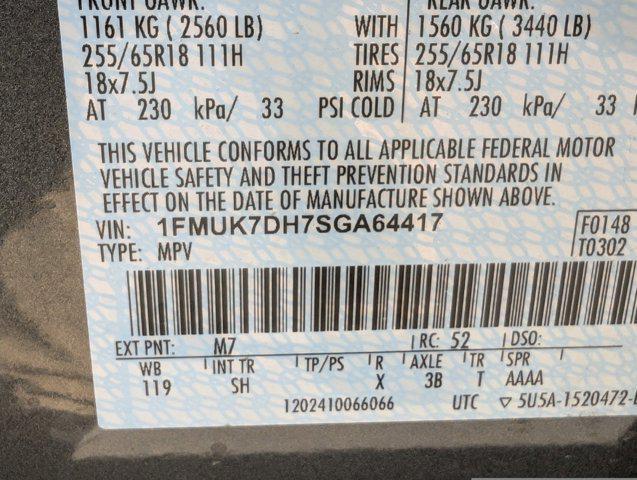 FRONT GAWR: REAR GAWR:
1161 KG ( 2560 LB) WITH 1560 KG ( 3440 LB)
255/65R18 111H TIRES 255/65R18 111H
18x7.5J RIMS 18x7.5J
AT 230 kPa/ 33 PSI COLD AT 230 kPa/ 33
THIS VEHICLE CONFORMS TO ALL APPLICABLE FEDERAL MOTOR
VEHICLE SAFETY AND THEFT PREVENTION STANDARDS IN
EFFECT ON THE DATE OF MANUFACTURE SHOWN ABOVE.
VIN: 1FMUK7DH7SGA64417 F0148
TYPE: MPV T0302
EXT PNT: M7 RC: 52 DSO:
WB INT TR TP/PS R AXLE TR SPR
119 SH X 3B T AAAA
1202410066066 UTC ▽ 5U5A-1520472-